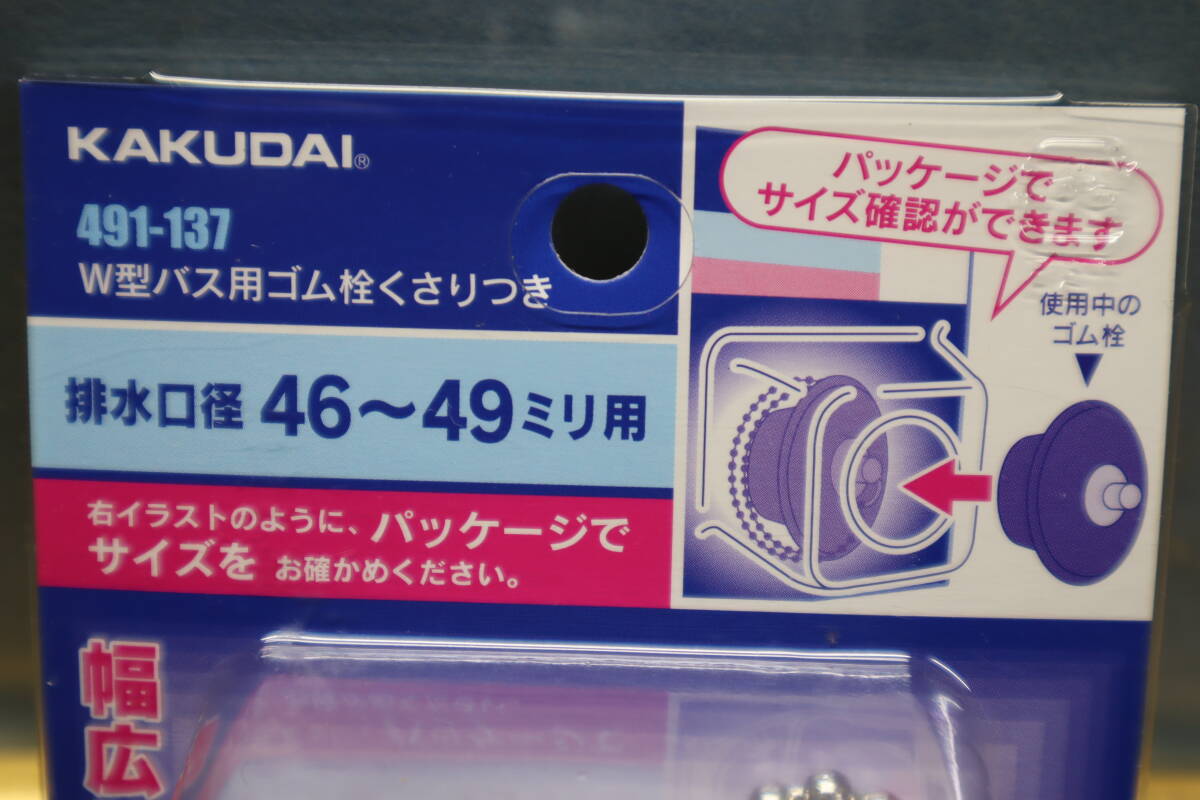 KAKUDAI®
491-137
W型バス用ゴム栓くさりつき
排水口径 46～49ミリ用
右イラストのように、パッケージで
サイズを お確かめください。
パッケージで
サイズ確認ができます
使用中の
ゴム栓
幅広